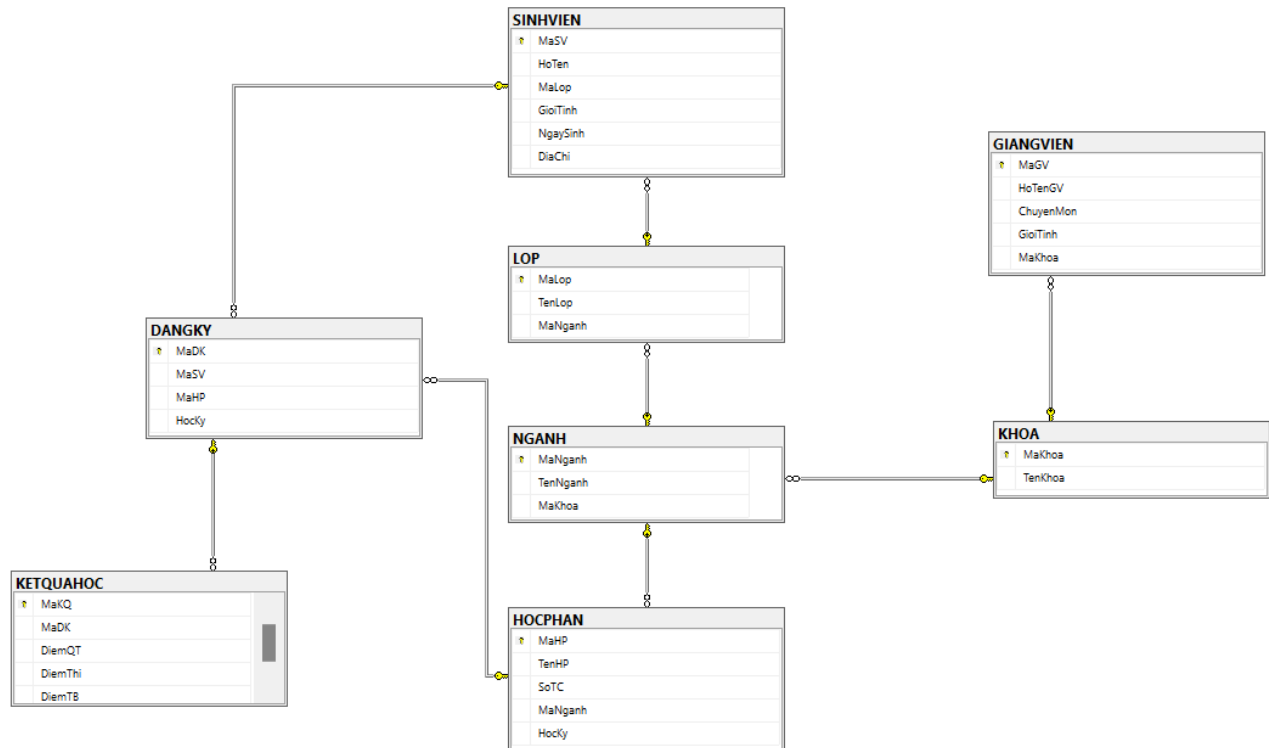 SINHVIEN
MaSV
HoTen
MaLop
GioiTinh
NgaySinh
DiaChi
GIANGVIEN
MaGV
HoTenGV
ChuyenMon
GioiTinh
MaKhoa
LOP
MaLop
TenLop
MaNganh
DANGKY
MaDK
MaSV
MaHP
HocKy
NGANH
MaNganh
TenNganh
MaKhoa
KHOA
MaKhoa
TenKhoa
KETQUAHOC
MaKQ
MaDK
DiemQT
DiemThi
DiemTB
HOCPHAN
MaHP
TenHP
SoTC
MaNganh
HocKy